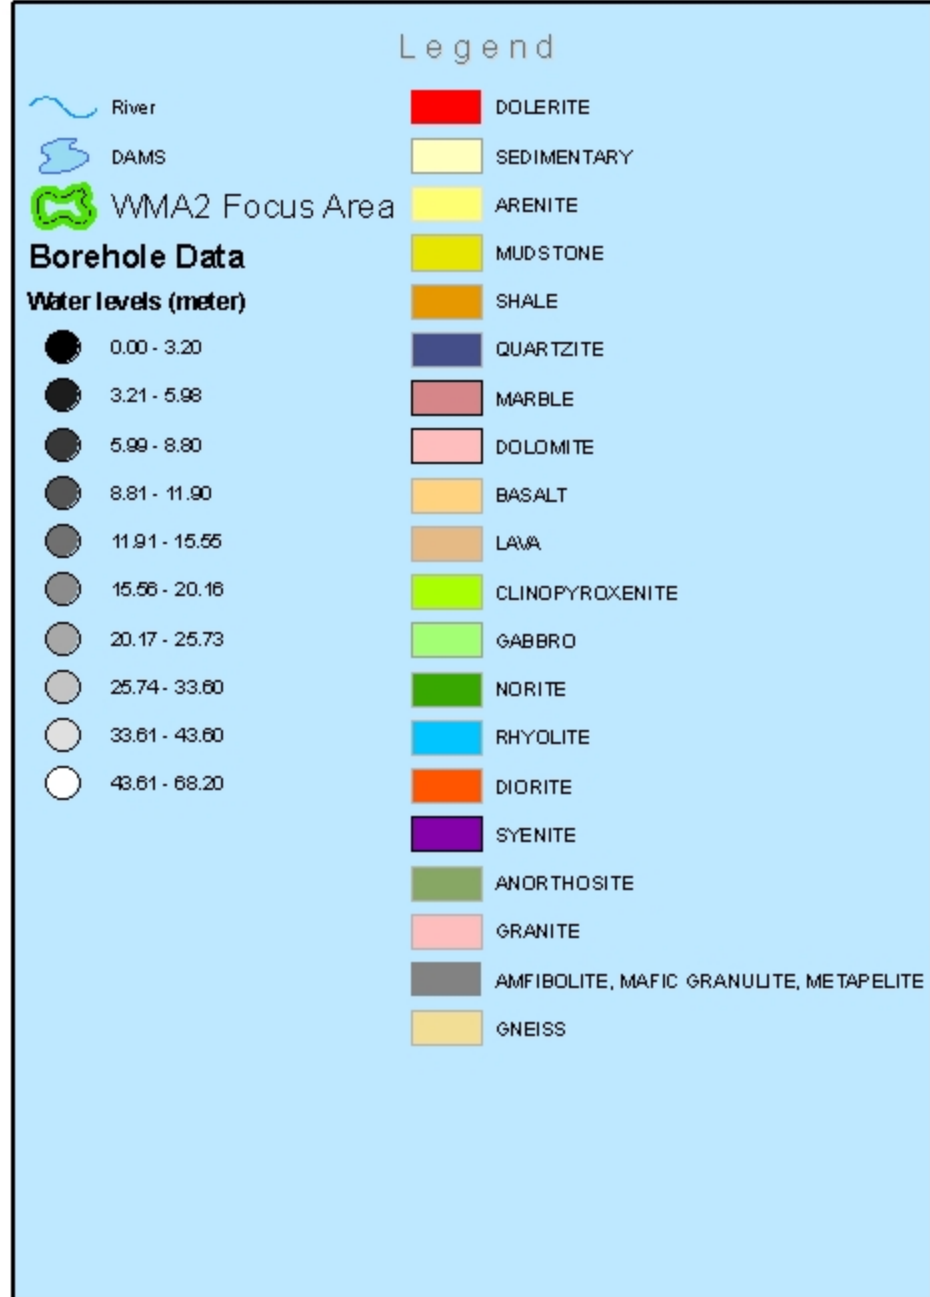 Legend
River
DAMS
WMA2 Focus Area
Borehole Data
Water levels (meter)
0.00 - 3.20
3.21 - 5.98
5.99 - 8.80
8.81 - 11.90
11.91 - 15.55
15.56 - 20.16
20.17 - 25.73
25.74 - 33.60
33.61 - 43.60
43.61 - 68.20
DOLERITE
SEDIMENTARY
ARENITE
MUDSTONE
SHALE
QUARTZITE
MARBLE
DOLOMITE
BASALT
LAVA
CLINOPYROXENITE
GABBRO
NORITE
RHYOLITE
DIORITE
SYENITE
ANORTHOSITE
GRANITE
AMFIBOLITE, MAFIC GRANULITE, METAPELITE
GNEISS